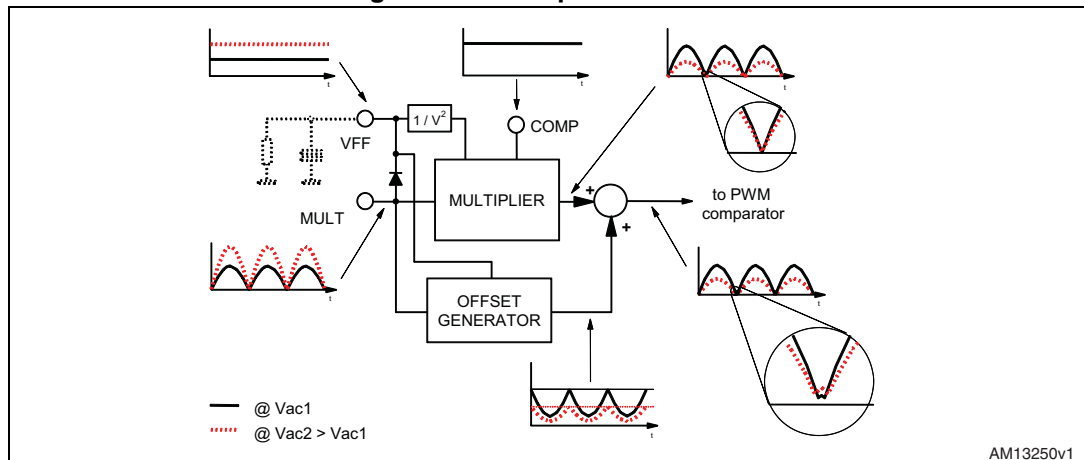 t
t
t
1 / V²
COMP
VFF
to PWM
comparator
+
MULTIPLIER
MULT
+
t
t
OFFSET
GENERATOR
t
@ Vac1
@ Vac2 > Vac1
AM13250v1